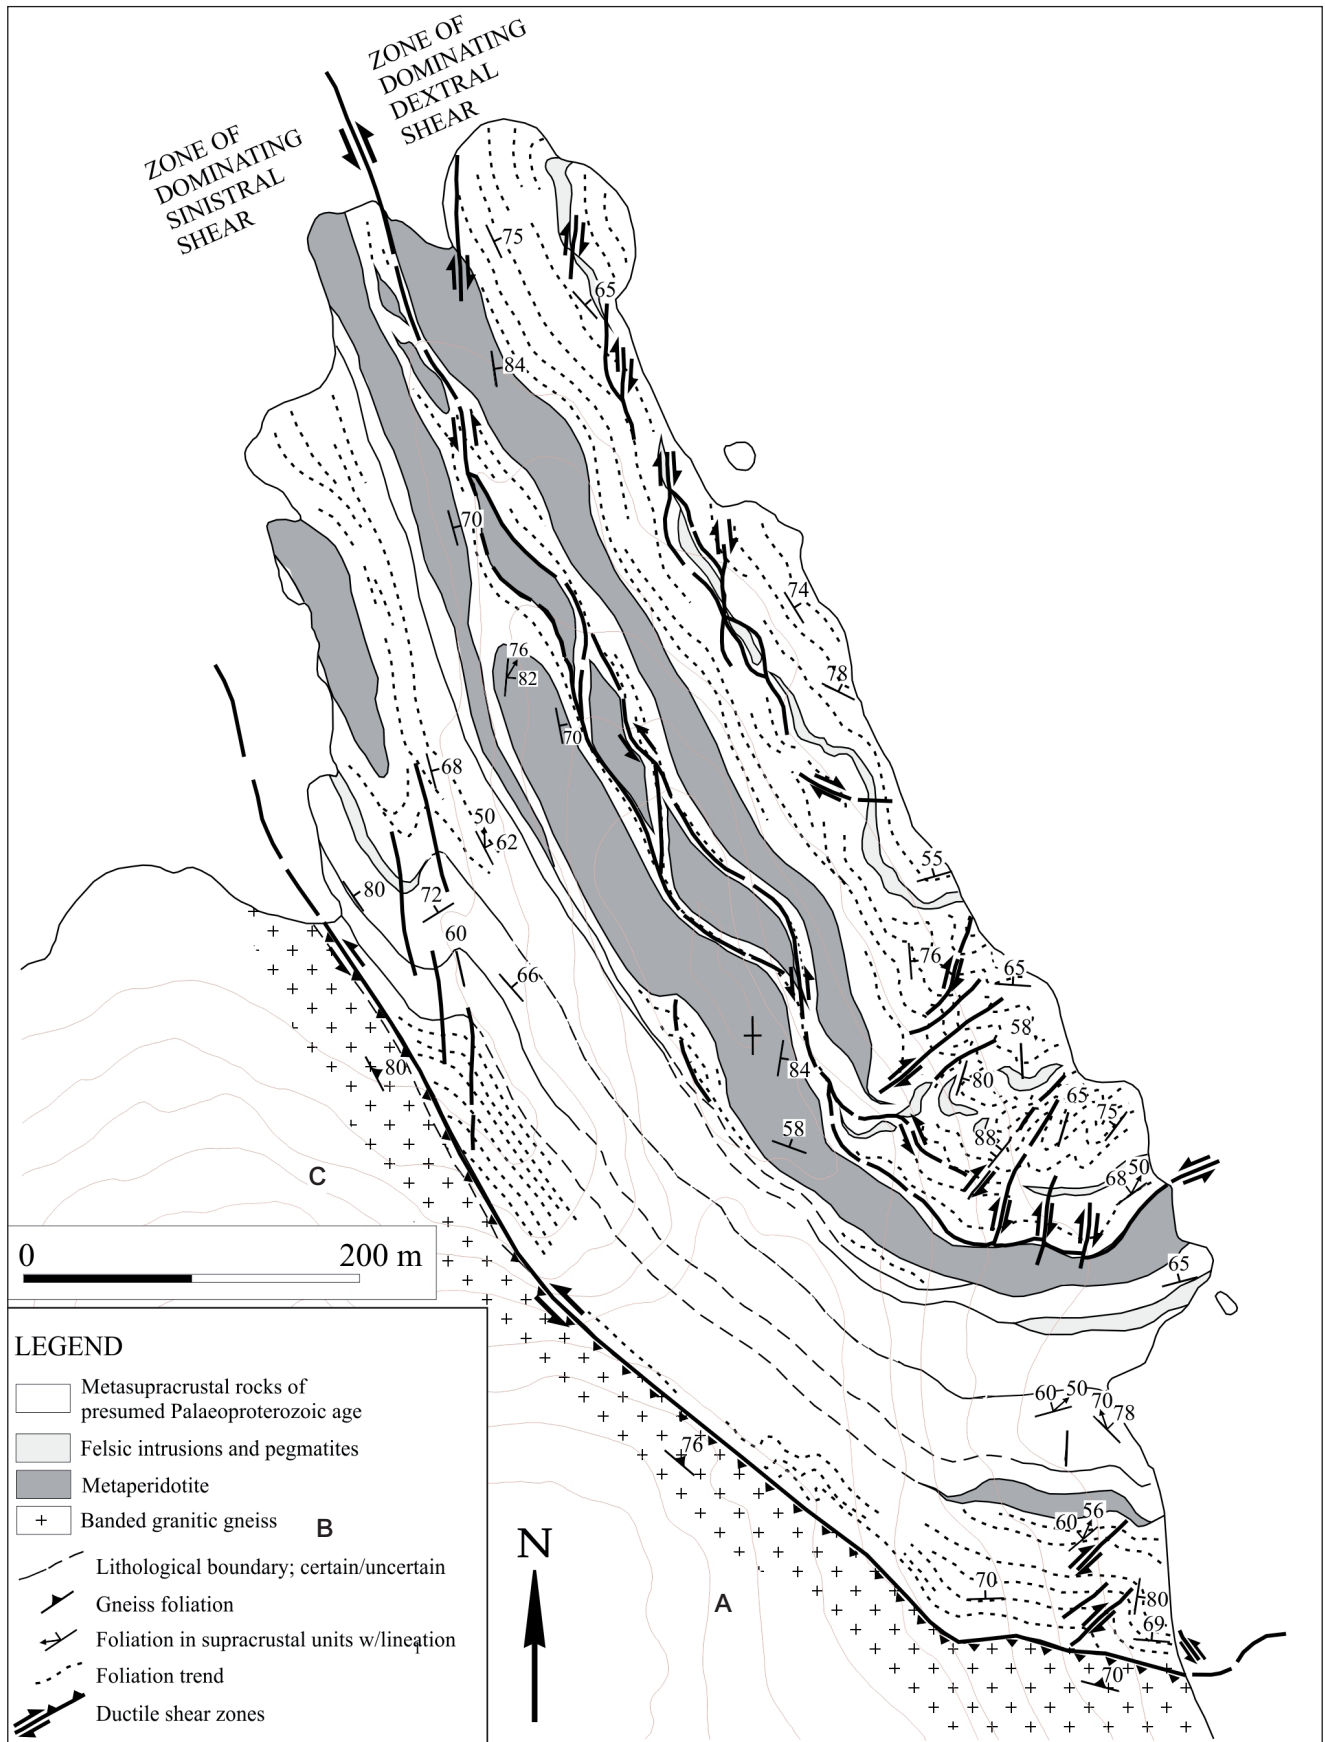 ZONE OF
DOMINATING
DEXTRAL
SHEAR
ZONE OF
DOMINATING
SINISTRAL
SHEAR
75
65
84
70
74
76
82
78
70
68
50
62
55
80
72
60
76
65
66
58
80
84
80
65
75
58
88
68
50
C
65
0
200 m
60
50
70
78
76
60
56
70
80
69
70
A
N
LEGEND
Metasupracrustal rocks of
presumed Palaeoproterozoic age
Felsic intrusions and pegmatites
Metaperidotite
Banded granitic gneiss
B
Lithological boundary; certain/uncertain
Gneiss foliation
Foliation in supracrustal units w/lineation
Foliation trend
Ductile shear zones